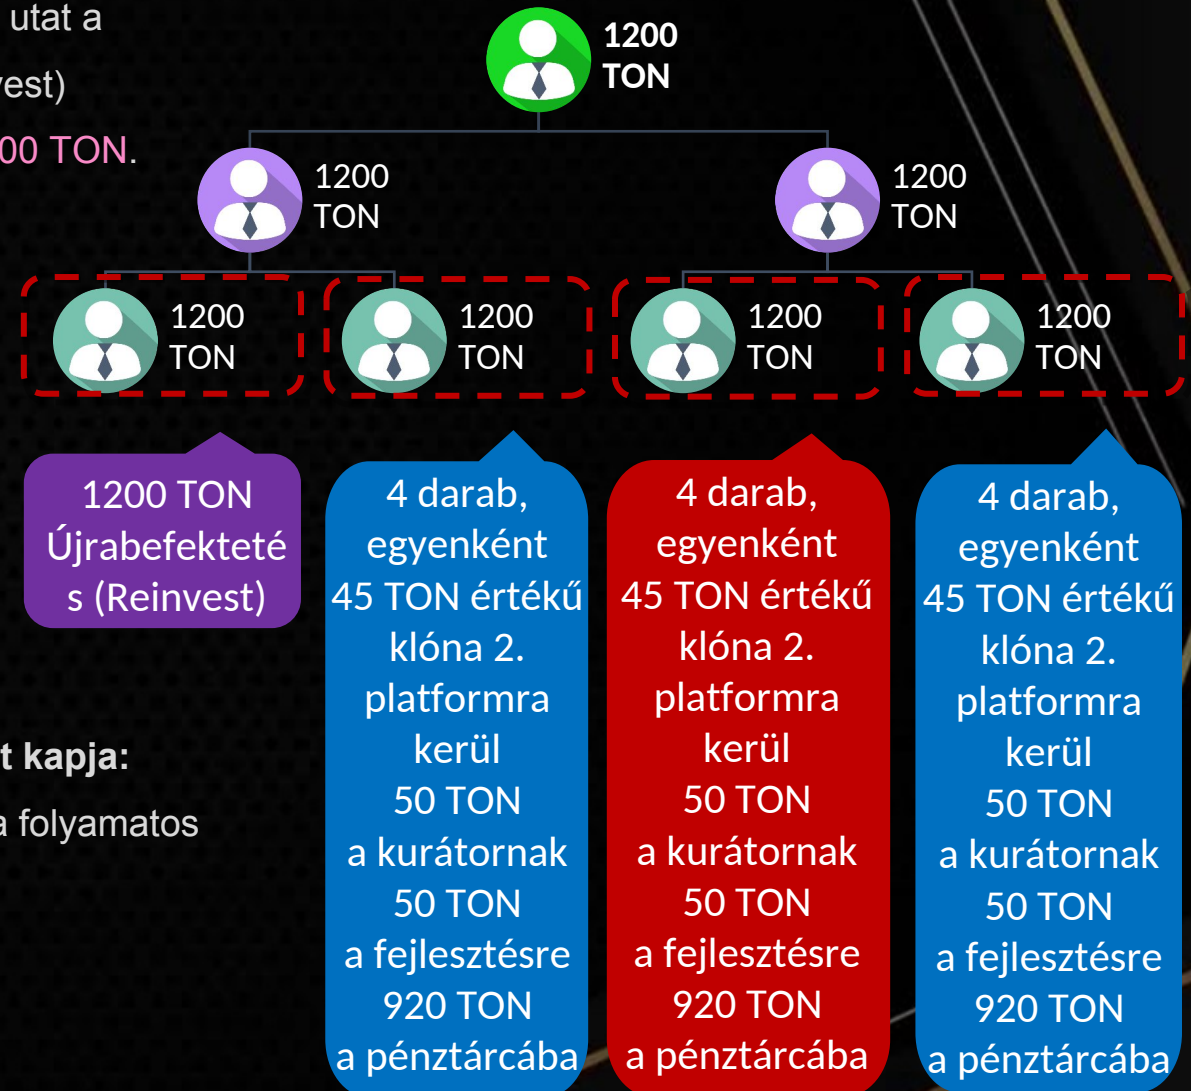 utat a
vest)
00 TON.
1200
TON
1200
TON
1200
TON
1200
TON
1200
TON
1200
TON
1200
TON
1200 TON
Újrabefekteté
s (Reinvest)
4 darab,
egyenként
45 TON értékű
klóna 2.
platformra
kerül
50 TON
a kurátornak
50 TON
a fejlesztésre
920 TON
a pénztárcába
4 darab,
egyenként
45 TON értékű
klóna 2.
platformra
kerül
50 TON
a kurátornak
50 TON
a fejlesztésre
920 TON
a pénztárcába
4 darab,
egyenként
45 TON értékű
klóna 2.
platformra
kerül
50 TON
a kurátornak
50 TON
a fejlesztésre
920 TON
a pénztárcába
t kapja:
a folyamatos